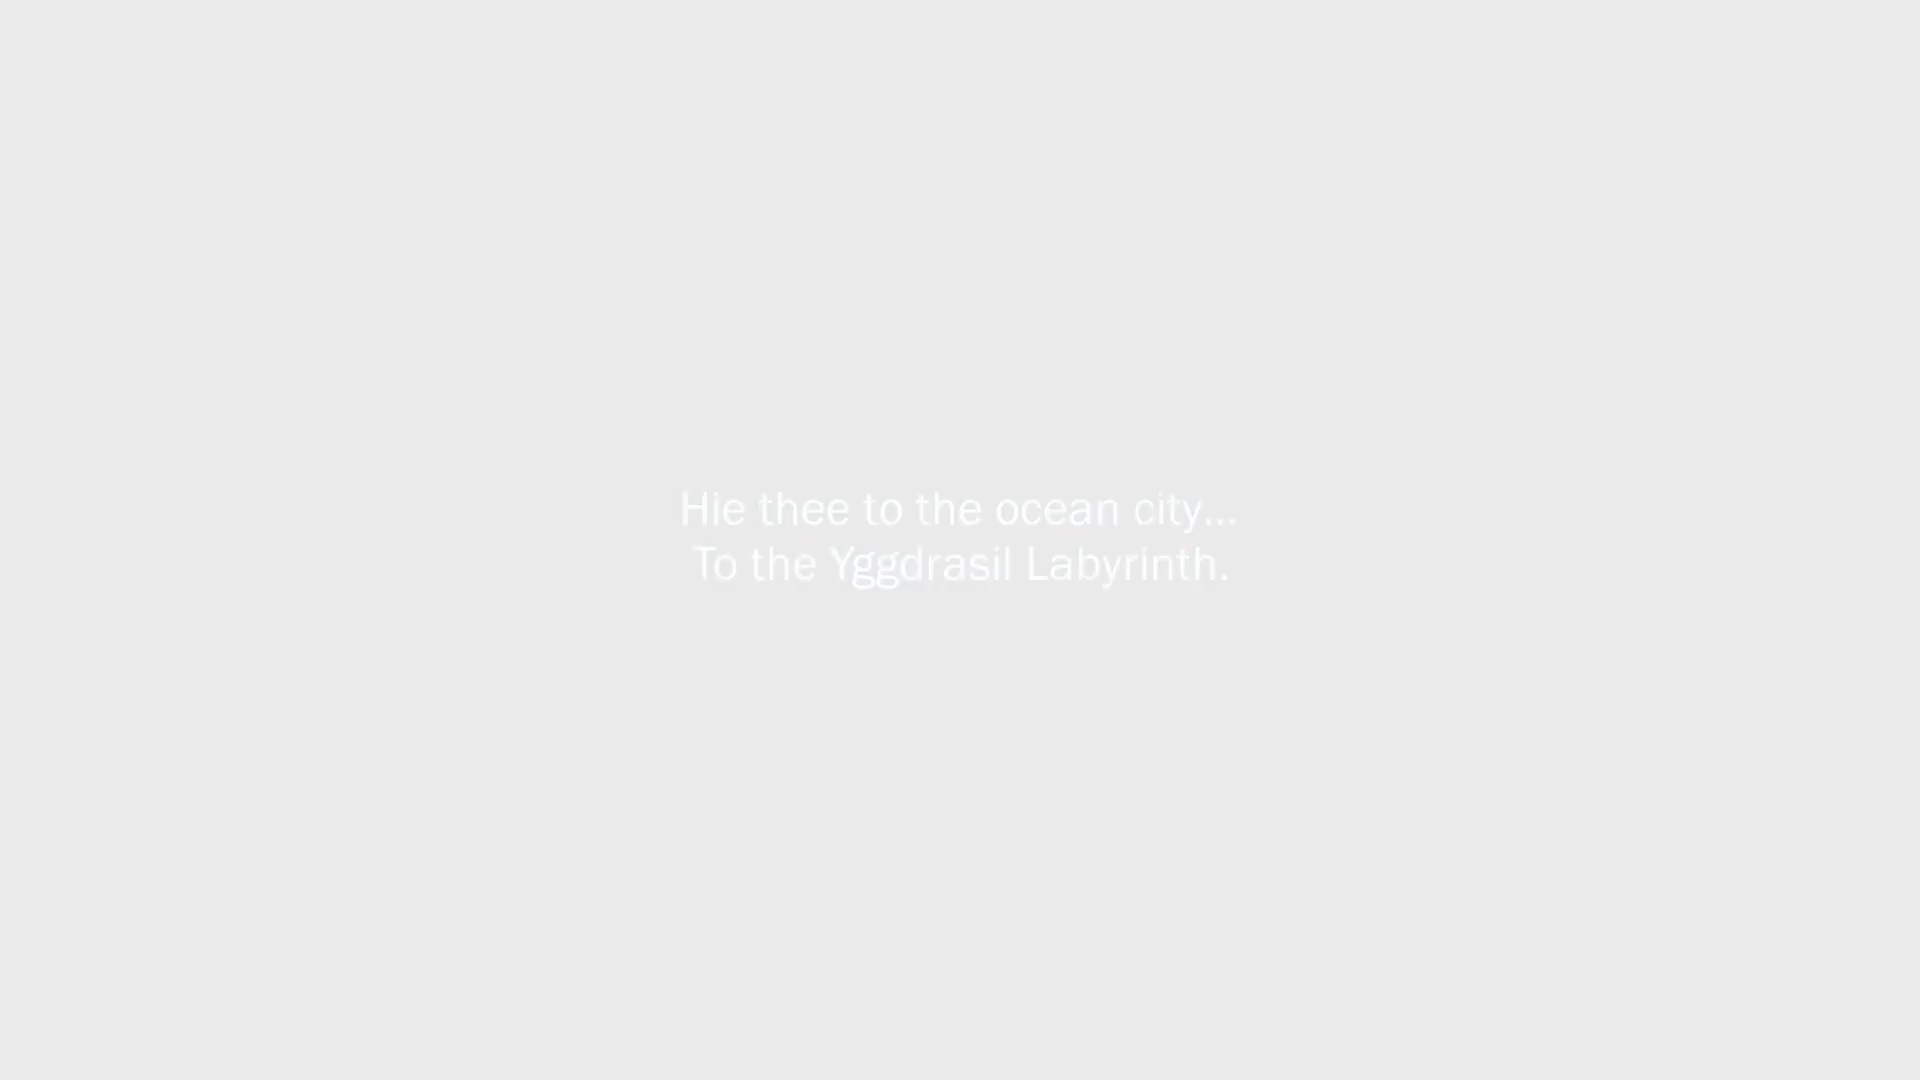 Hie thee to the ocean city...
To the Yggdrasil Labyrinth.